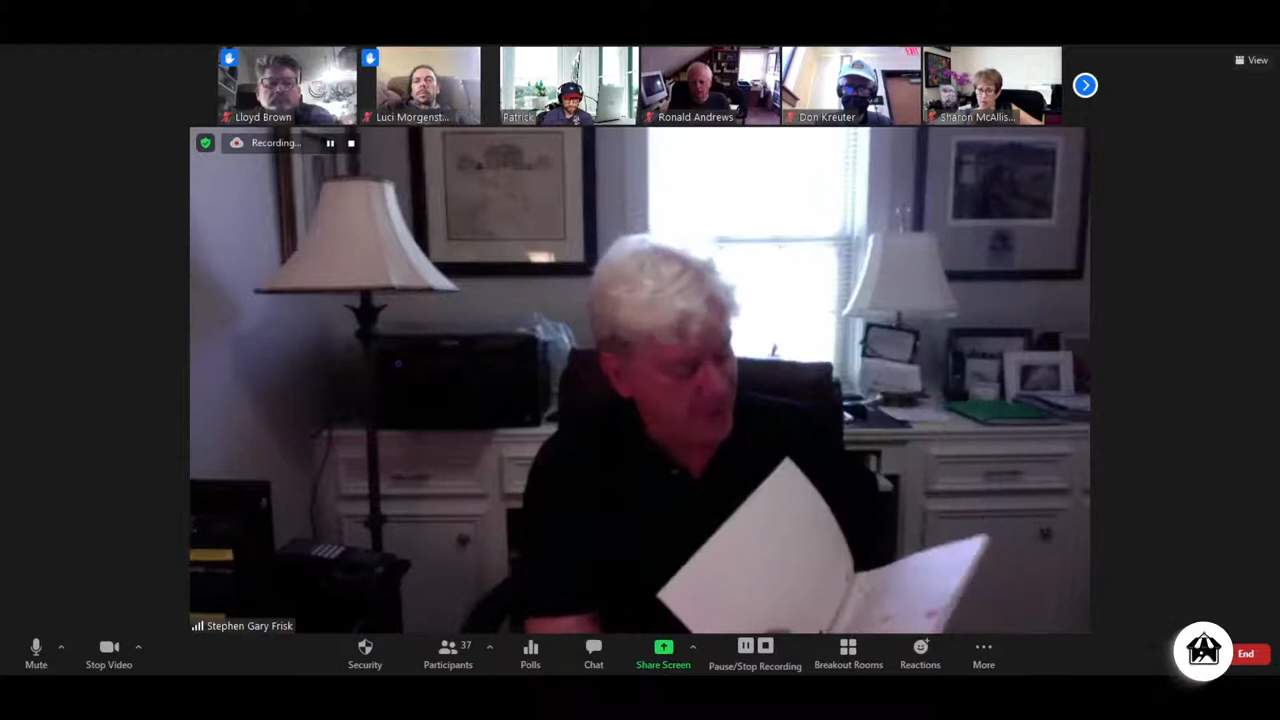 View
Lloyd Brown
Luci Morgenst...
Patrick
Ronald Andrews
Don Kreuter
Sharon McAllis...
Recording...
Stephen Gary Frisk
Mute
Stop Video
Security
Participants
37
Polls
Chat
Share Screen
Pause/Stop Recording
Breakout Rooms
Reactions
More
End